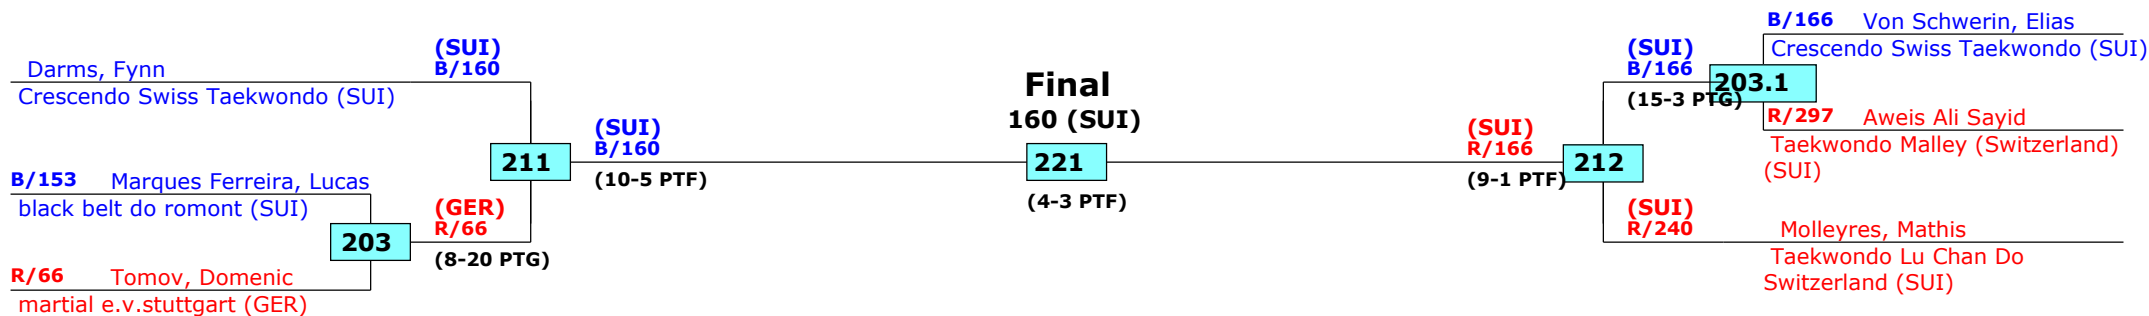 Darms, Fynn
Crescendo Swiss Taekwondo (SUI)
(SUI)
B/160
B/153 Marques Ferreira, Lucas
black belt do romont (SUI)
203
R/66 Tomov, Domenic
martial e.v.stuttgart (GER)
(GER)
R/66
(8-20 PTG)
211
(SUI)
B/160
(10-5 PTF)
Final
160 (SUI)
221
(4-3 PTF)
(SUI)
R/166
(9-1 PTF)
212
(SUI)
B/166
(15-3 PTG)
203.1
B/166 Von Schwerin, Elias
Crescendo Swiss Taekwondo (SUI)
R/297 Aweis Ali Sayid
Taekwondo Malley (Switzerland)
(SUI)
(SUI)
R/240
Molleyres, Mathis
Taekwondo Lu Chan Do
Switzerland (SUI)